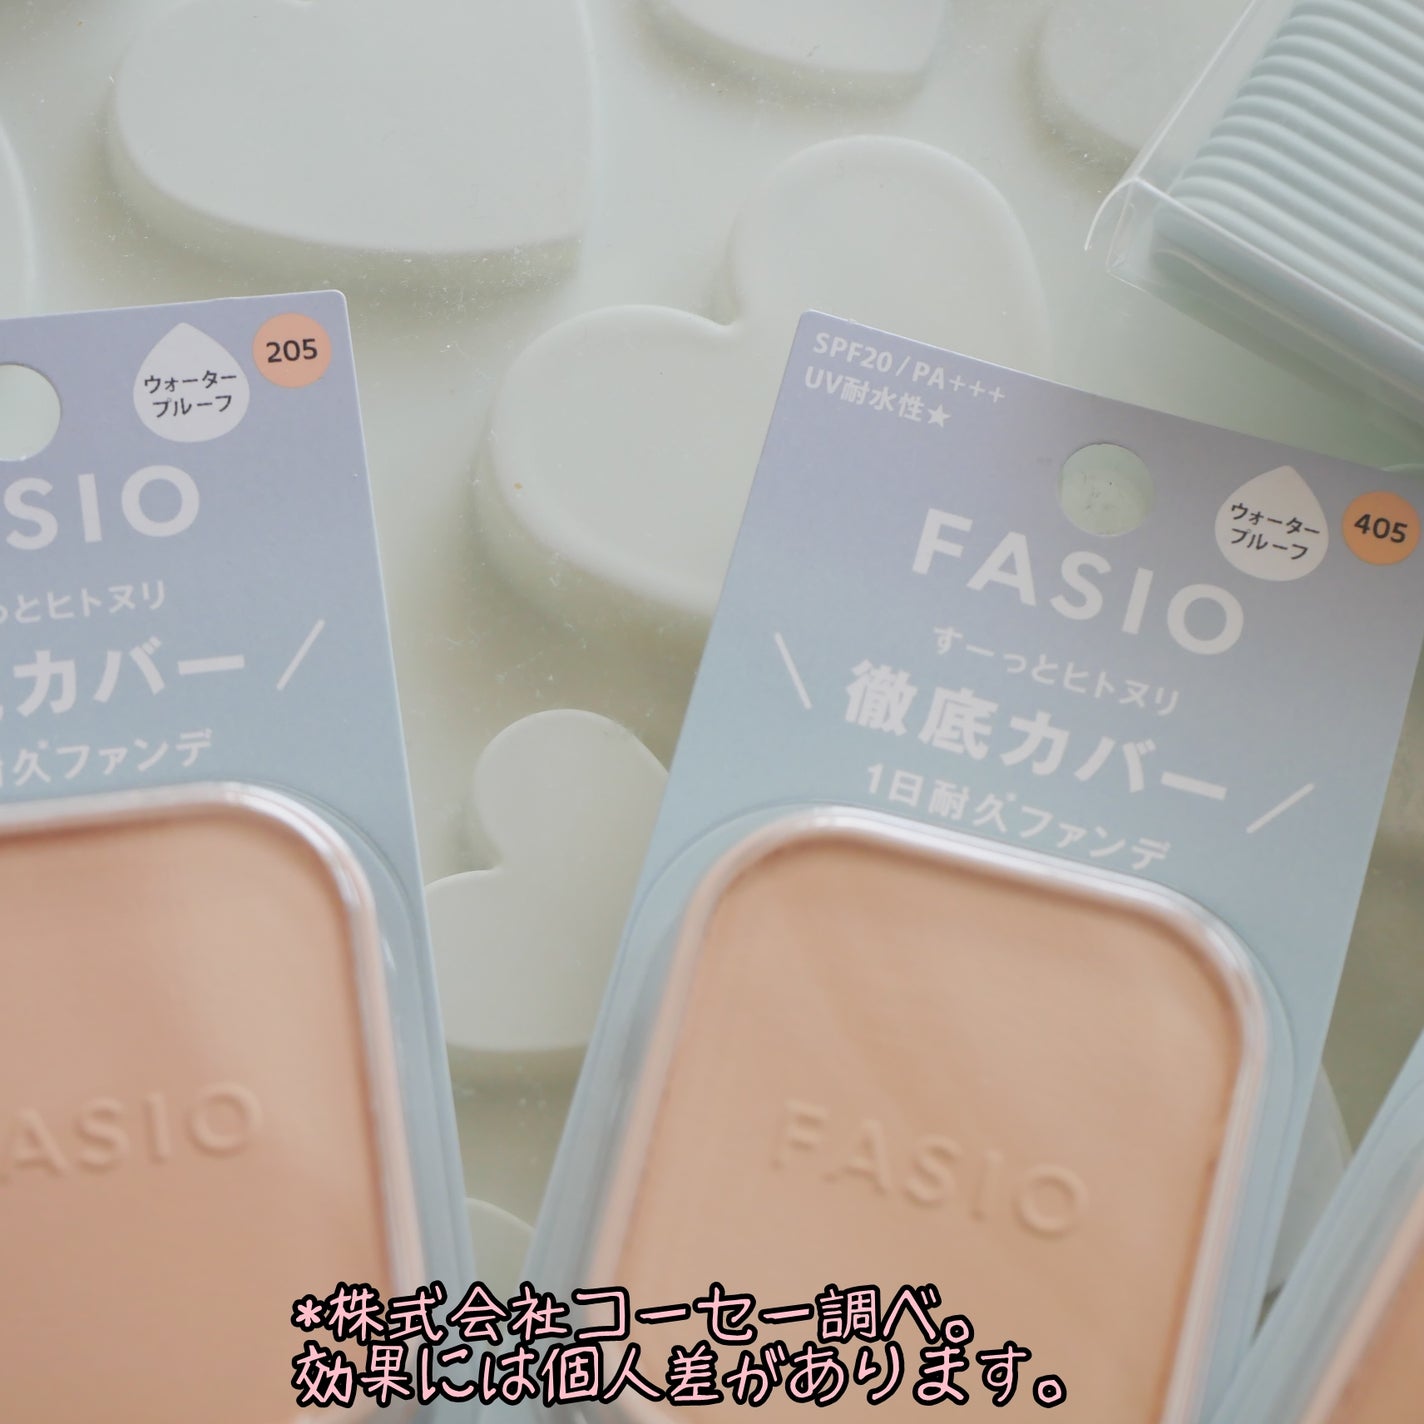 ウォーター
プルーフ
205
SIO
っとヒトヌリ
カバー
久ファンデ
ASIO
SPF20 / PA+++
UV耐水性★
ウォーター
プルーフ
405
FASIO
すーっとヒトヌリ
徹底カバー
1日耐久*ファンデ
FASIO
*株式会社コーセー調べ。
効果には個人差があります。